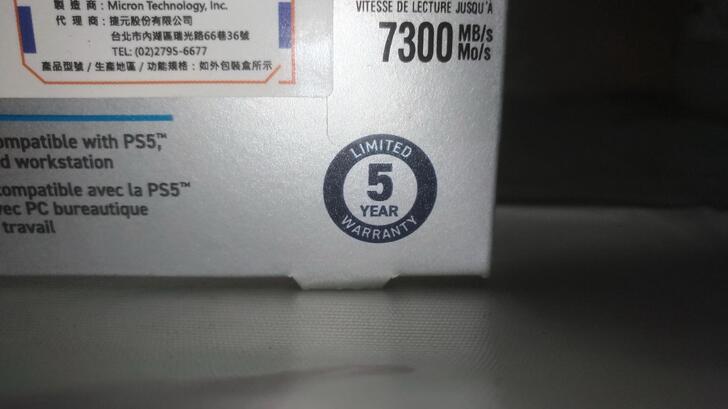 製 造 商：Micron Technology, Inc.
代 理 商：捷元股份有限公司
台北市內湖區瑞光路66巷36號
TEL: (02)2795-6677
產品型號 / 生產地區 / 功能規格：如外包裝盒所示
VITESSE DE LECTURE JUSQU'À
7300 MB/s
Mo/s
ompatible with PS5,™
d workstation
compatible avec la PS5™
vec PC bureautique
travail
LIMITED
5
YEAR
WARRANTY